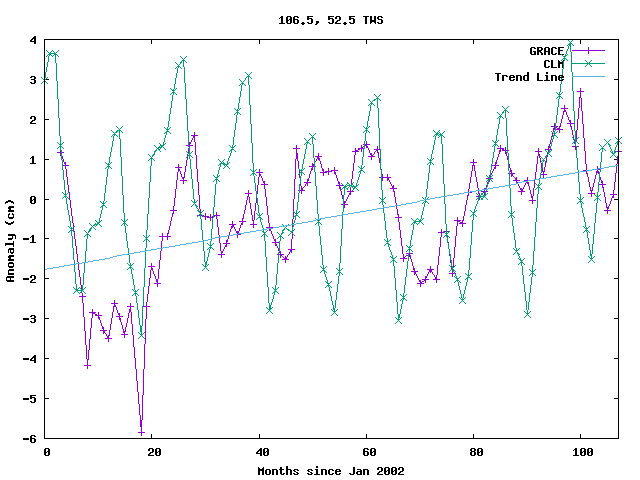 106.5, 52.5 TWS
GRACE
CLM
Trend Line
4
3
2
1
0
-1
-2
-3
-4
-5
-6
Anomaly (cm)
0 20 40 60 80 100
Months since Jan 2002